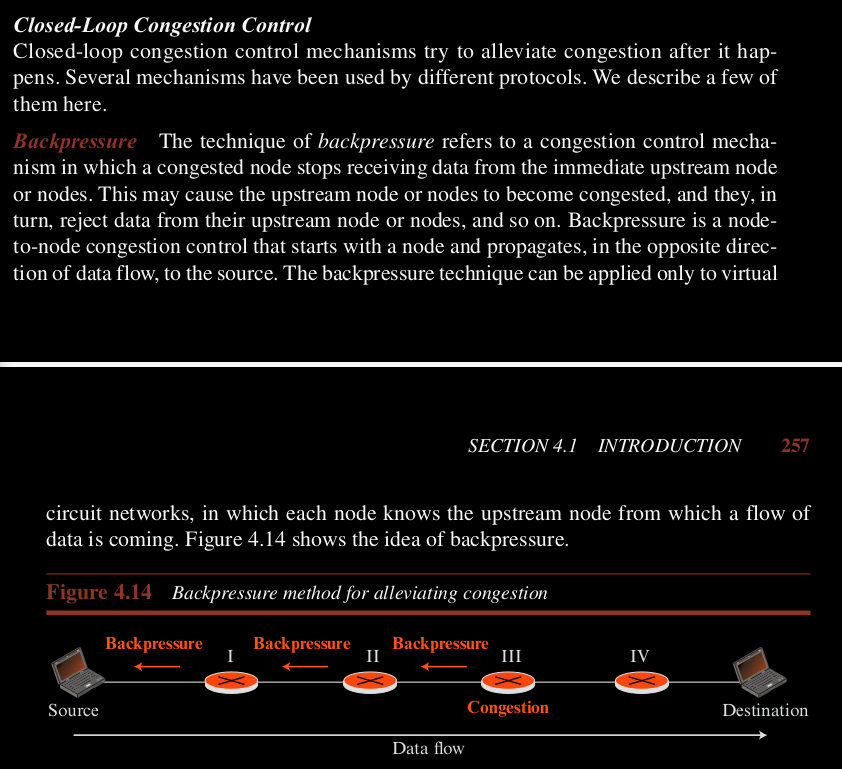 Closed-Loop Congestion Control
Closed-loop congestion control mechanisms try to alleviate congestion after it hap-
pens. Several mechanisms have been used by different protocols. We describe a few of
them here.
Backpressure The technique of backpressure refers to a congestion control mecha-
nism in which a congested node stops receiving data from the immediate upstream node
or nodes. This may cause the upstream node or nodes to become congested, and they, in
turn, reject data from their upstream node or nodes, and so on. Backpressure is a node-
to-node congestion control that starts with a node and propagates, in the opposite direc-
tion of data flow, to the source. The backpressure technique can be applied only to virtual
SECTION 4.1 INTRODUCTION 257
circuit networks, in which each node knows the upstream node from which a flow of
data is coming. Figure 4.14 shows the idea of backpressure.
Figure 4.14 Backpressure method for alleviating congestion
Backpressure Backpressure Backpressure
I II III IV
Source Congestion Destination
Data flow